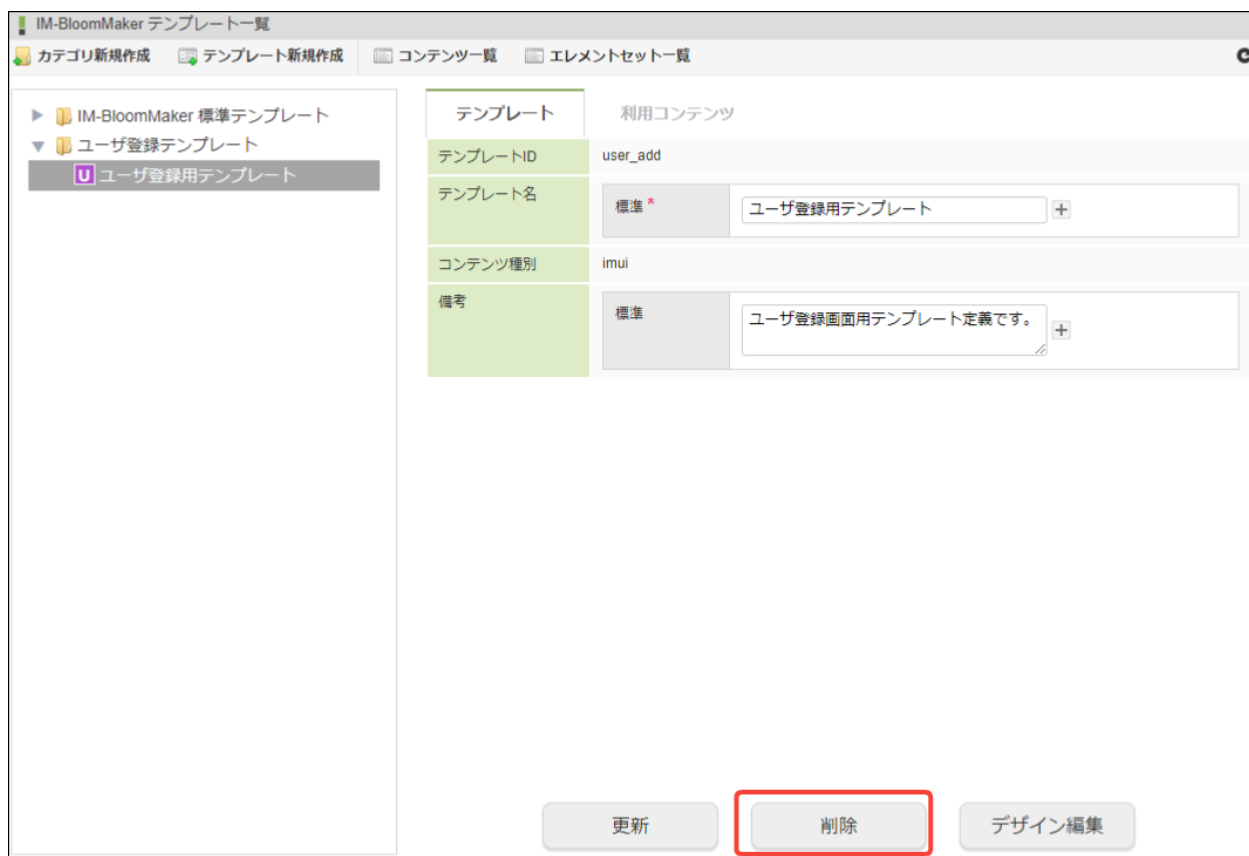 IM-BloomMaker テンプレート一覧
カテゴリ新規作成 テンプレート新規作成 コンテンツ一覧 エレメントセット一覧
IM-BloomMaker 標準テンプレート
ユーザ登録テンプレート
U ユーザ登録用テンプレート
テンプレート 利用コンテンツ
テンプレートID user_add
テンプレート名 標準 * ユーザ登録用テンプレート
コンテンツ種別 imui
備考 標準 ユーザ登録画面用テンプレート定義です。
更新 削除 デザイン編集